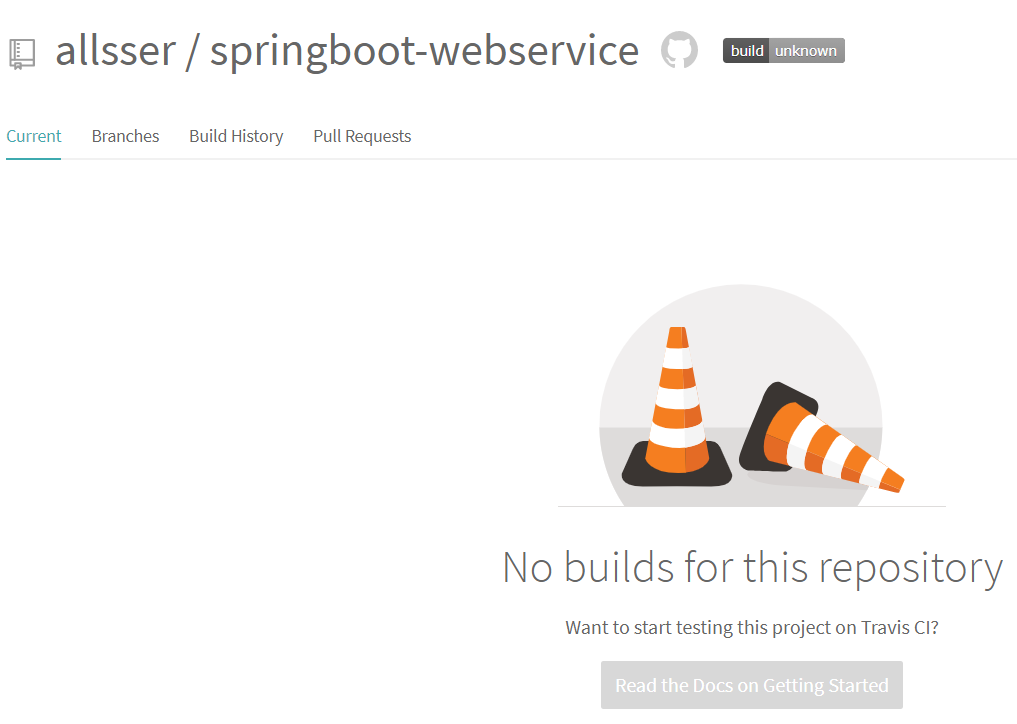 allsser / springboot-webservice build unknown
Current Branches Build History Pull Requests
No builds for this repository
Want to start testing this project on Travis CI?
Read the Docs on Getting Started